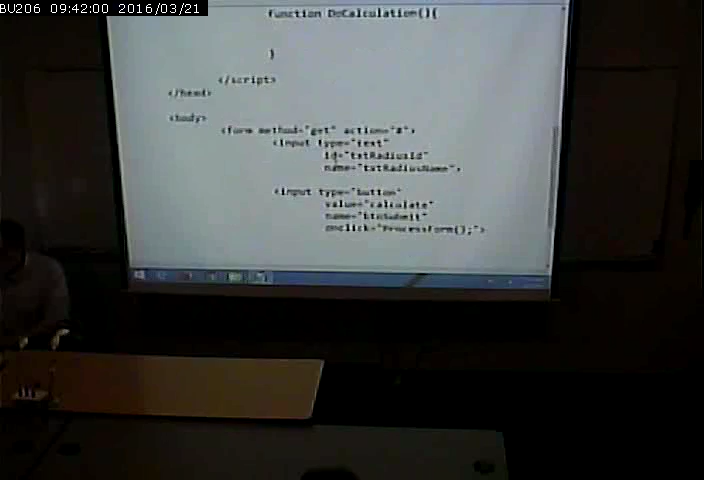 BU206 09:42:00 2016/03/21
function DoCalculation(){
}
</script>
</head>
<body>
<form method="get" action="#">
<input type="text"
id="txtRadiusId"
name="txtRadiusName">
<input type="button"
value="calculate"
name="btnSubmit"
onclick="ProcessForm();">